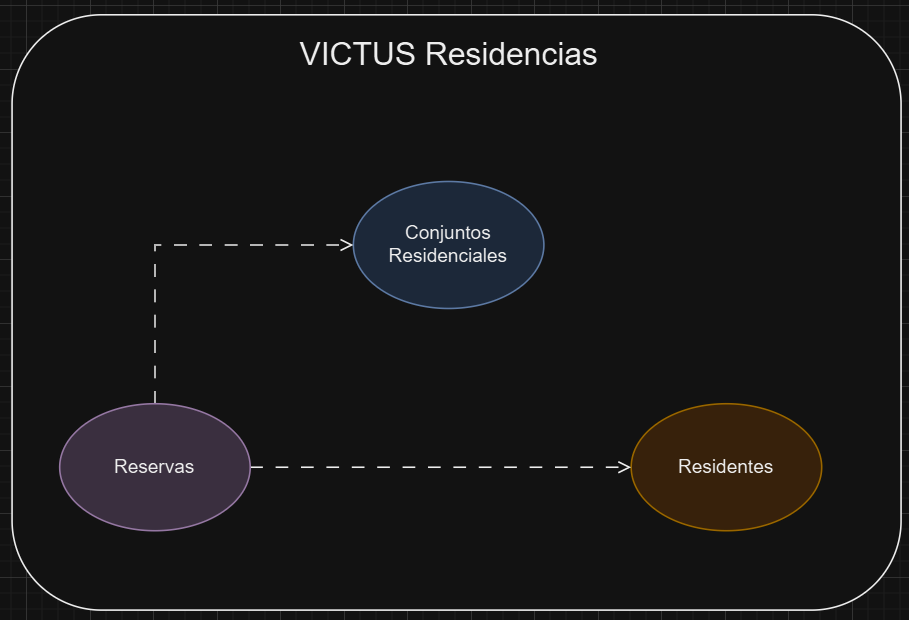 VICTUS Residencias
Conjuntos
Residenciales
Reservas
Residentes